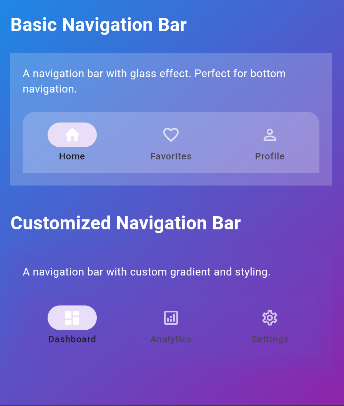 Basic Navigation Bar
A navigation bar with glass effect. Perfect for bottom
navigation.
Home Favorites Profile
Customized Navigation Bar
A navigation bar with custom gradient and styling.
Dashboard Analytics Settings